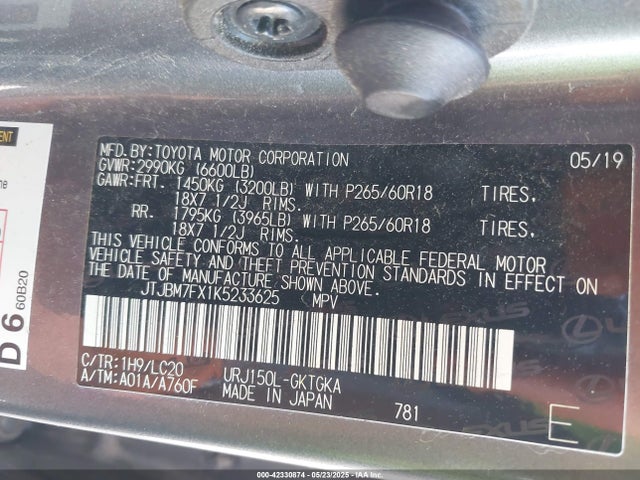 MFD. BY:TOYOTA MOTOR CORPORATION 05/19
GVWR:2990KG (6600LB)
GAWR:FRT. 1450KG (3200LB) WITH P265/60R18 TIRES,
18X7 1/2J RIMS.
RR. 1795KG (3965LB) WITH P265/60R18 TIRES,
18X7 1/2J RIMS.
THIS VEHICLE CONFORMS TO ALL APPLICABLE FEDERAL MOTOR
VEHICLE SAFETY AND THEFT PREVENTION STANDARDS IN EFFECT ON
THE DATE OF MANUFACTURE SHOWN ABOVE.
JTJBM7FX1K5233625 MPV
C/TR:1H9/LC20 URJ150L-GKTGKA
A/TM:A01A/A760F MADE IN JAPAN 781 E
LEXUS
D 6 60B20
000-42330874 - 05/23/2025 - IAA Inc.